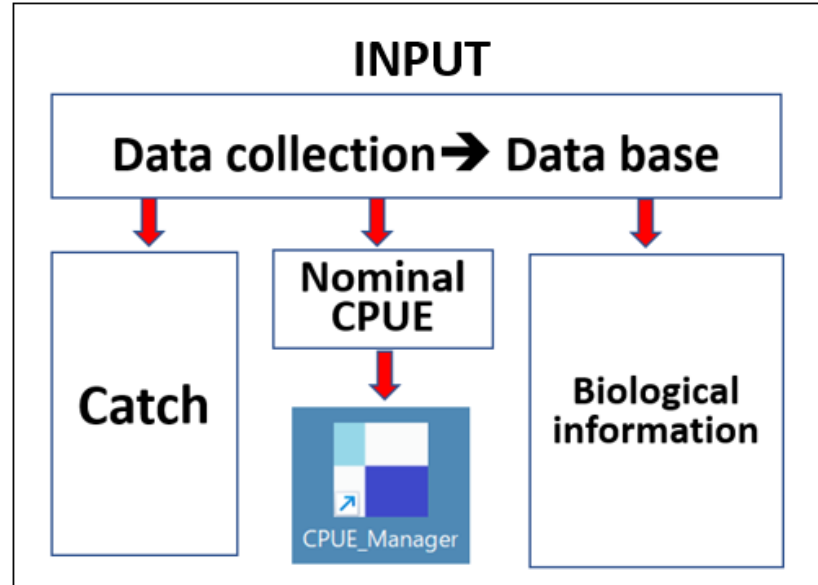 INPUT
Data collection➔ Data base
Nominal
CPUE
Catch
Biological
information
CPUE_Manager